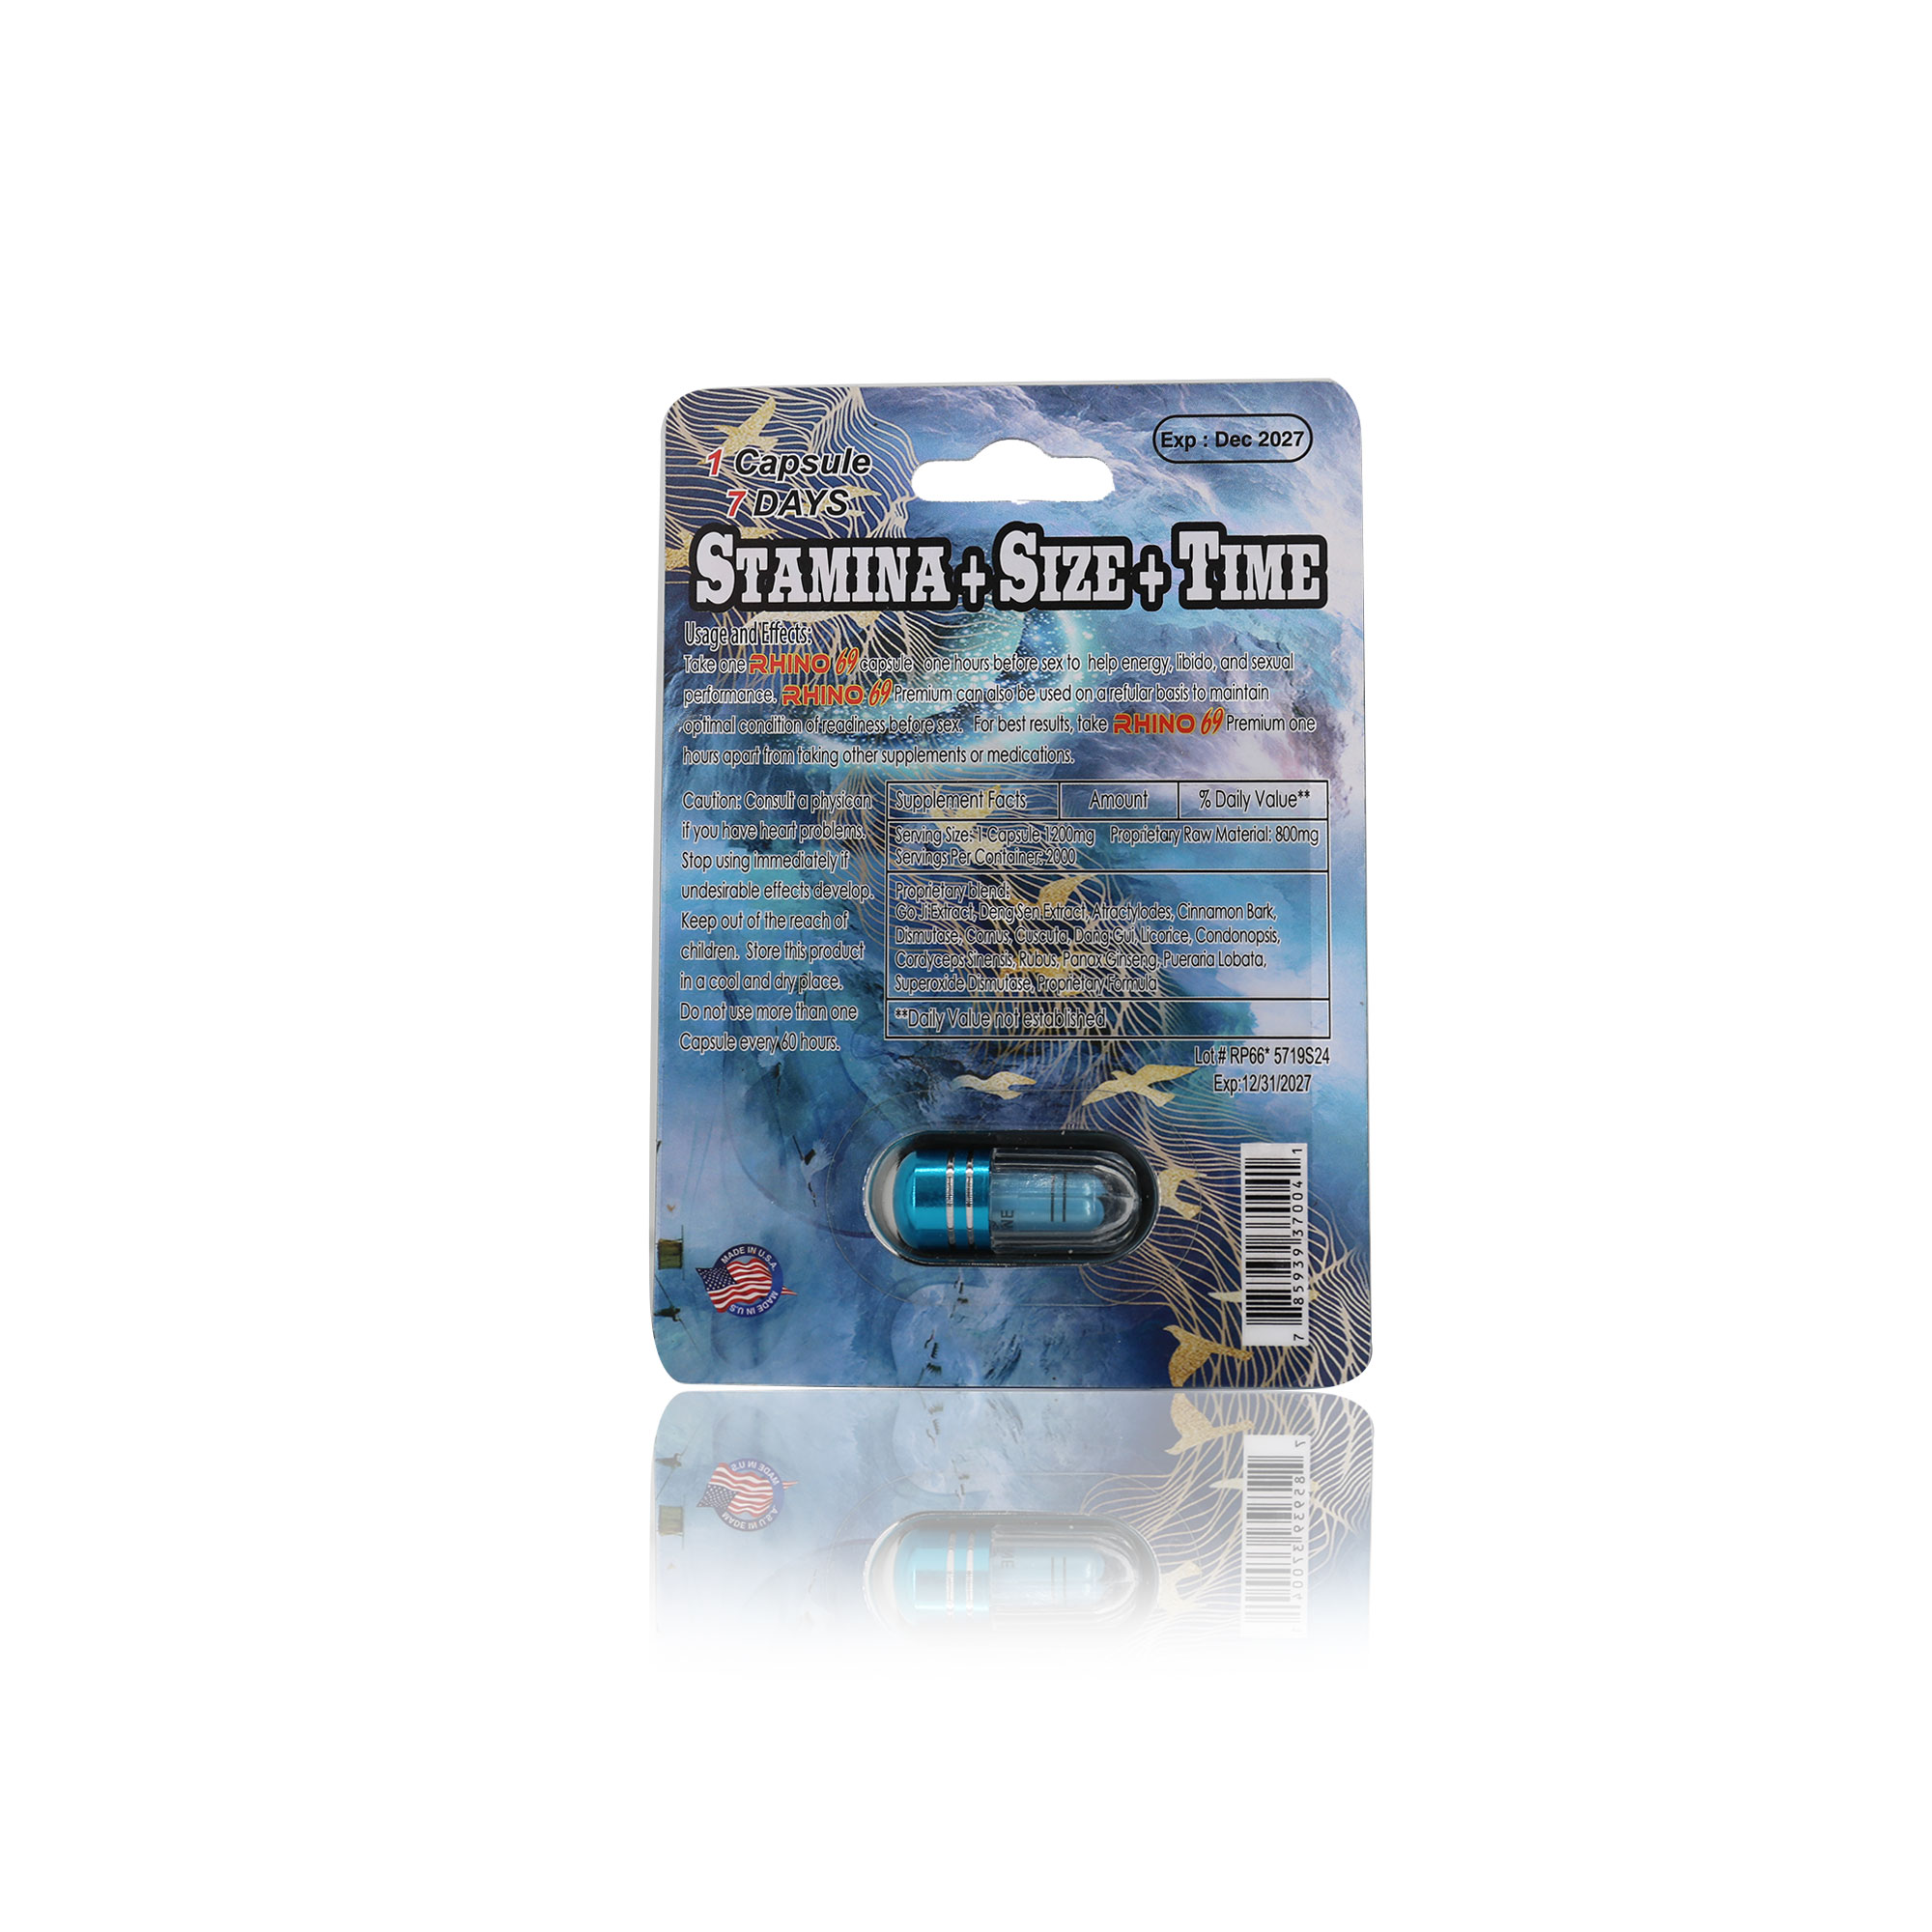 Exp : Dec 2027
1 Capsule
7 DAYS
STAMINA + SIZE + TIME
Usage and Effects:
Take one RHINO 69 capsule one hours before sex to help energy, libido, and sexual
performance. RHINO 69 Premium can also be used on a refular basis to maintain
optimal condition of readiness before sex. For best results, take RHINO 69 Premium one
hours apart from taking other supplements or medications.
Caution: Consult a physican
if you have heart problems.
Stop using immediately if
undesirable effects develop.
Keep out of the reach of
children. Store this product
in a cool and dry place.
Do not use more than one
Capsule every 60 hours.
Supplement Facts Amount % Daily Value**
Serving Size: 1 Capsule 1200mg Proprietary Raw Material: 800mg
Servings Per Container: 2000
Proprietary blend:
Go Ji Extract, Deng Sen Extract, Atractylodes, Cinnamon Bark,
Dismutase, Cornus, Cuscuta, Dang Gui, Licorice, Condonopsis,
Cordyceps Sinensis, Rubus, Panax Ginseng, Pueraria Lobata,
Superoxide Dismutase, Proprietary Formula
**Daily Value not established
Lot # RP66* 5719S24
Exp:12/31/2027
MADE IN U.S.A.
MADE IN U.S
7 85939 37004 1